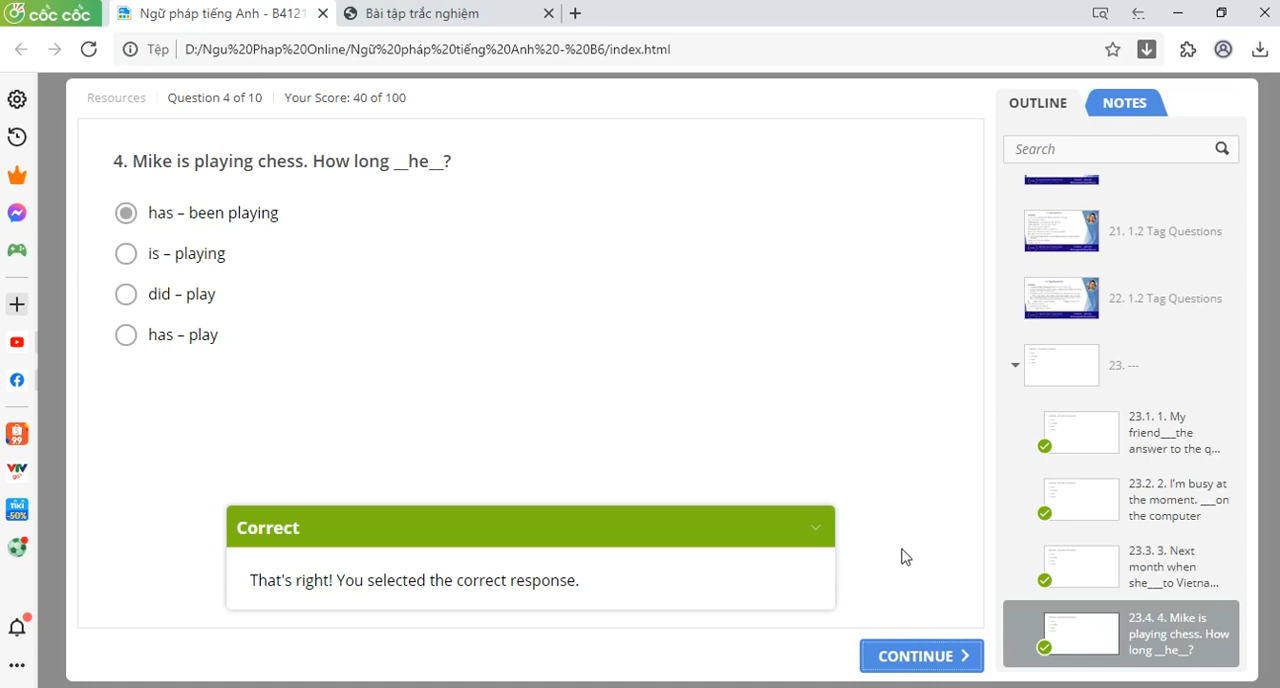 cốc cốc
Ngữ pháp tiếng Anh - B4121
Bài tập trắc nghiệm
Tệp
D:/Ngu%20Phap%20Online/Ngữ%20pháp%20tiếng%20Anh%20-%20B6/index.html
Resources
Question 4 of 10
Your Score: 40 of 100
OUTLINE
NOTES
Search
4. Mike is playing chess. How long __he__?
has – been playing
is – playing
did – play
has – play
Correct
That's right! You selected the correct response.
CONTINUE
21. 1.2 Tag Questions
22. 1.2 Tag Questions
23. ---
23.1. 1. My
friend___the
answer to the q...
23.2. 2. I'm busy at
the moment. ___on
the computer
23.3. 3. Next
month when
she___to Vietna...
23.4. 4. Mike is
playing chess. How
long __he__?
99
VTV
go
TIKI
-50%